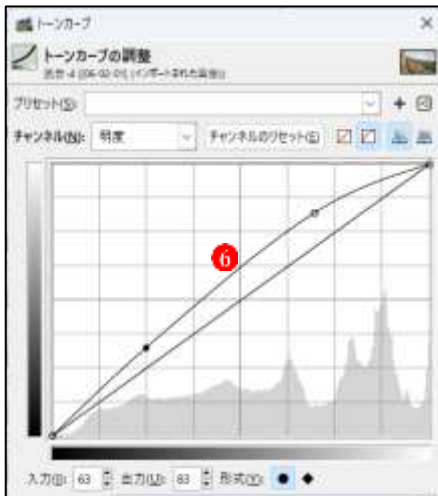 トーンカーブ
トーンカーブの調整
プリセット(S):
チャンネル(N): 明度 チャンネルのリセット(E)
6
入力(I): 63 出力(U): 83 形式(Y):